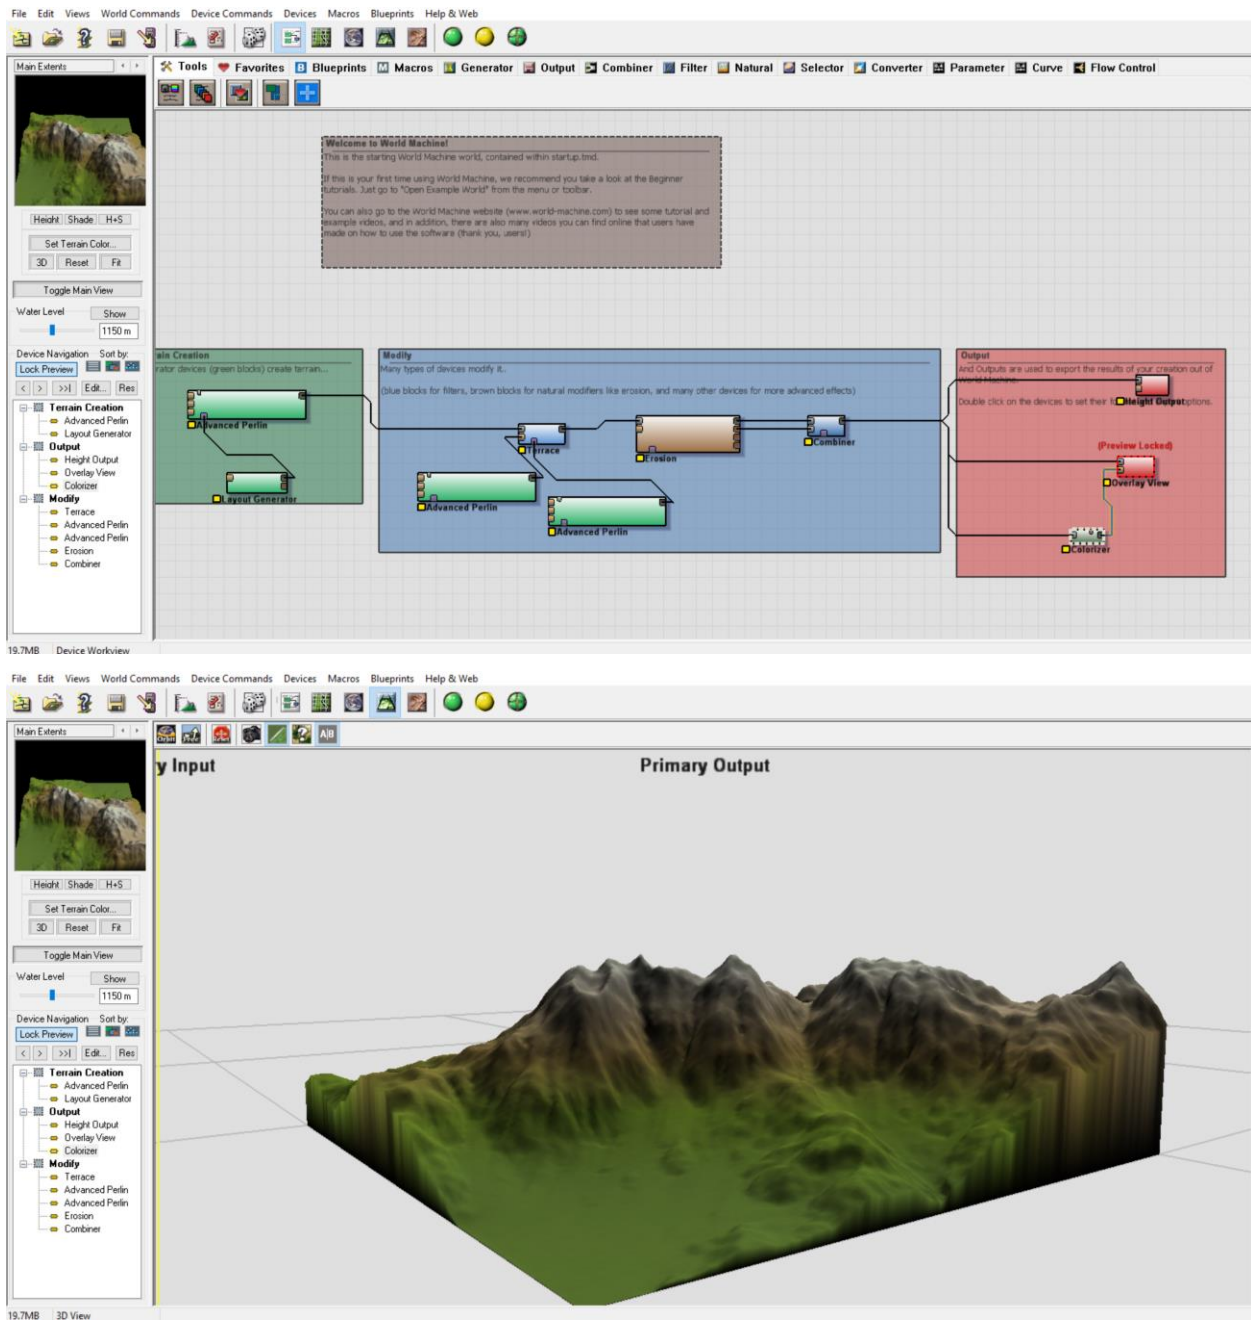 File Edit Views World Commands Device Commands Devices Macros Blueprints Help & Web
Main Extents
Tools Favorites Blueprints Macros Generator Output Combiner Filter Natural Selector Converter Parameter Curve Flow Control
Height Shade H+S
Set Terrain Color...
3D Reset Fit
Toggle Main View
Water Level Show
1150 m
Device Navigation Sort by:
Lock Preview
< > >>| Edit... Res
Terrain Creation
Advanced Perlin
Layout Generator
Output
Height Output
Overlay View
Colorizer
Modify
Terrace
Advanced Perlin
Advanced Perlin
Erosion
Combiner
Welcome to World Machine!
This is the starting World Machine world, contained within startup.tmd.
If this is your first time using World Machine, we recommend you take a look at the Beginner
tutorials. Just go to "Open Example World" from the menu or toolbar.
You can also go to the World Machine website (www.world-machine.com) to see some tutorial and
example videos, and in addition, there are also many videos you can find online that users have
made on how to use the software (thank you, users!)
ain Creation
rator devices (green blocks) create terrain...
Advanced Perlin
Layout Generator
Modify
Many types of devices modify it..
(blue blocks for filters, brown blocks for natural modifiers like erosion, and many other devices for more advanced effects)
Terrace
Erosion
Combiner
Advanced Perlin
Advanced Perlin
Output
And Outputs are used to export the results of your creation out of
World Machine.
Double click on the devices to set their options.
Height Output
(Preview Locked)
Overlay View
Colorizer
19.7MB Device Workview
File Edit Views World Commands Device Commands Devices Macros Blueprints Help & Web
Main Extents
A|B
y Input
Primary Output
Height Shade H+S
Set Terrain Color...
3D Reset Fit
Toggle Main View
Water Level Show
1150 m
Device Navigation Sort by:
Lock Preview
< > >>| Edit... Res
Terrain Creation
Advanced Perlin
Layout Generator
Output
Height Output
Overlay View
Colorizer
Modify
Terrace
Advanced Perlin
Advanced Perlin
Erosion
Combiner
19.7MB 3D View